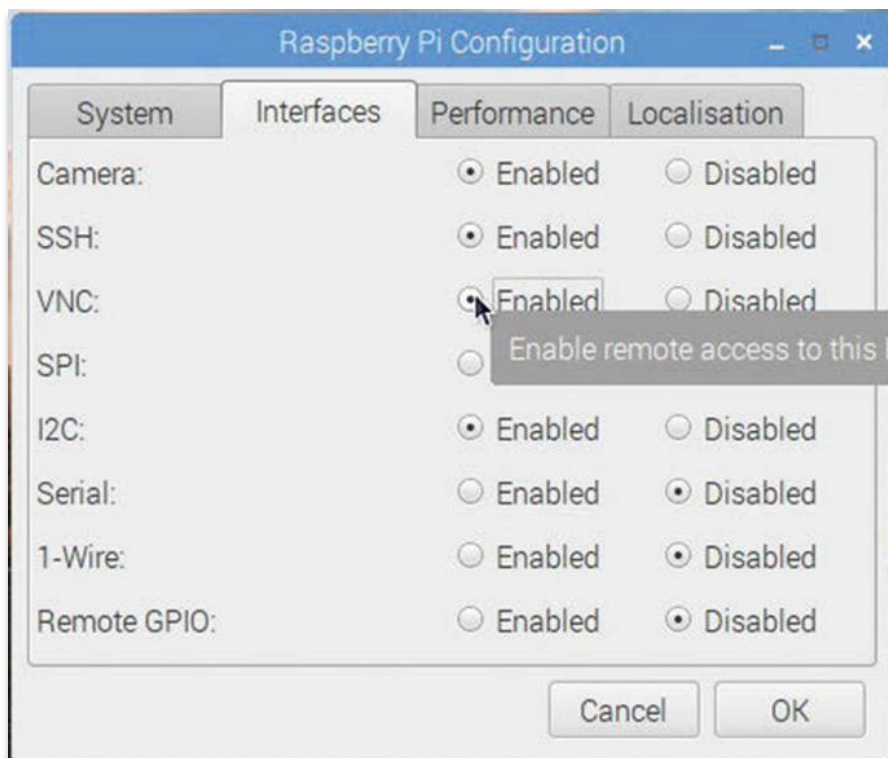 Raspberry Pi Configuration
System Interfaces Performance Localisation
Camera: Enabled Disabled
SSH: Enabled Disabled
VNC: Enabled Disabled
Enable remote access to this
SPI:
I2C: Enabled Disabled
Serial: Enabled Disabled
1-Wire: Enabled Disabled
Remote GPIO: Enabled Disabled
Cancel OK